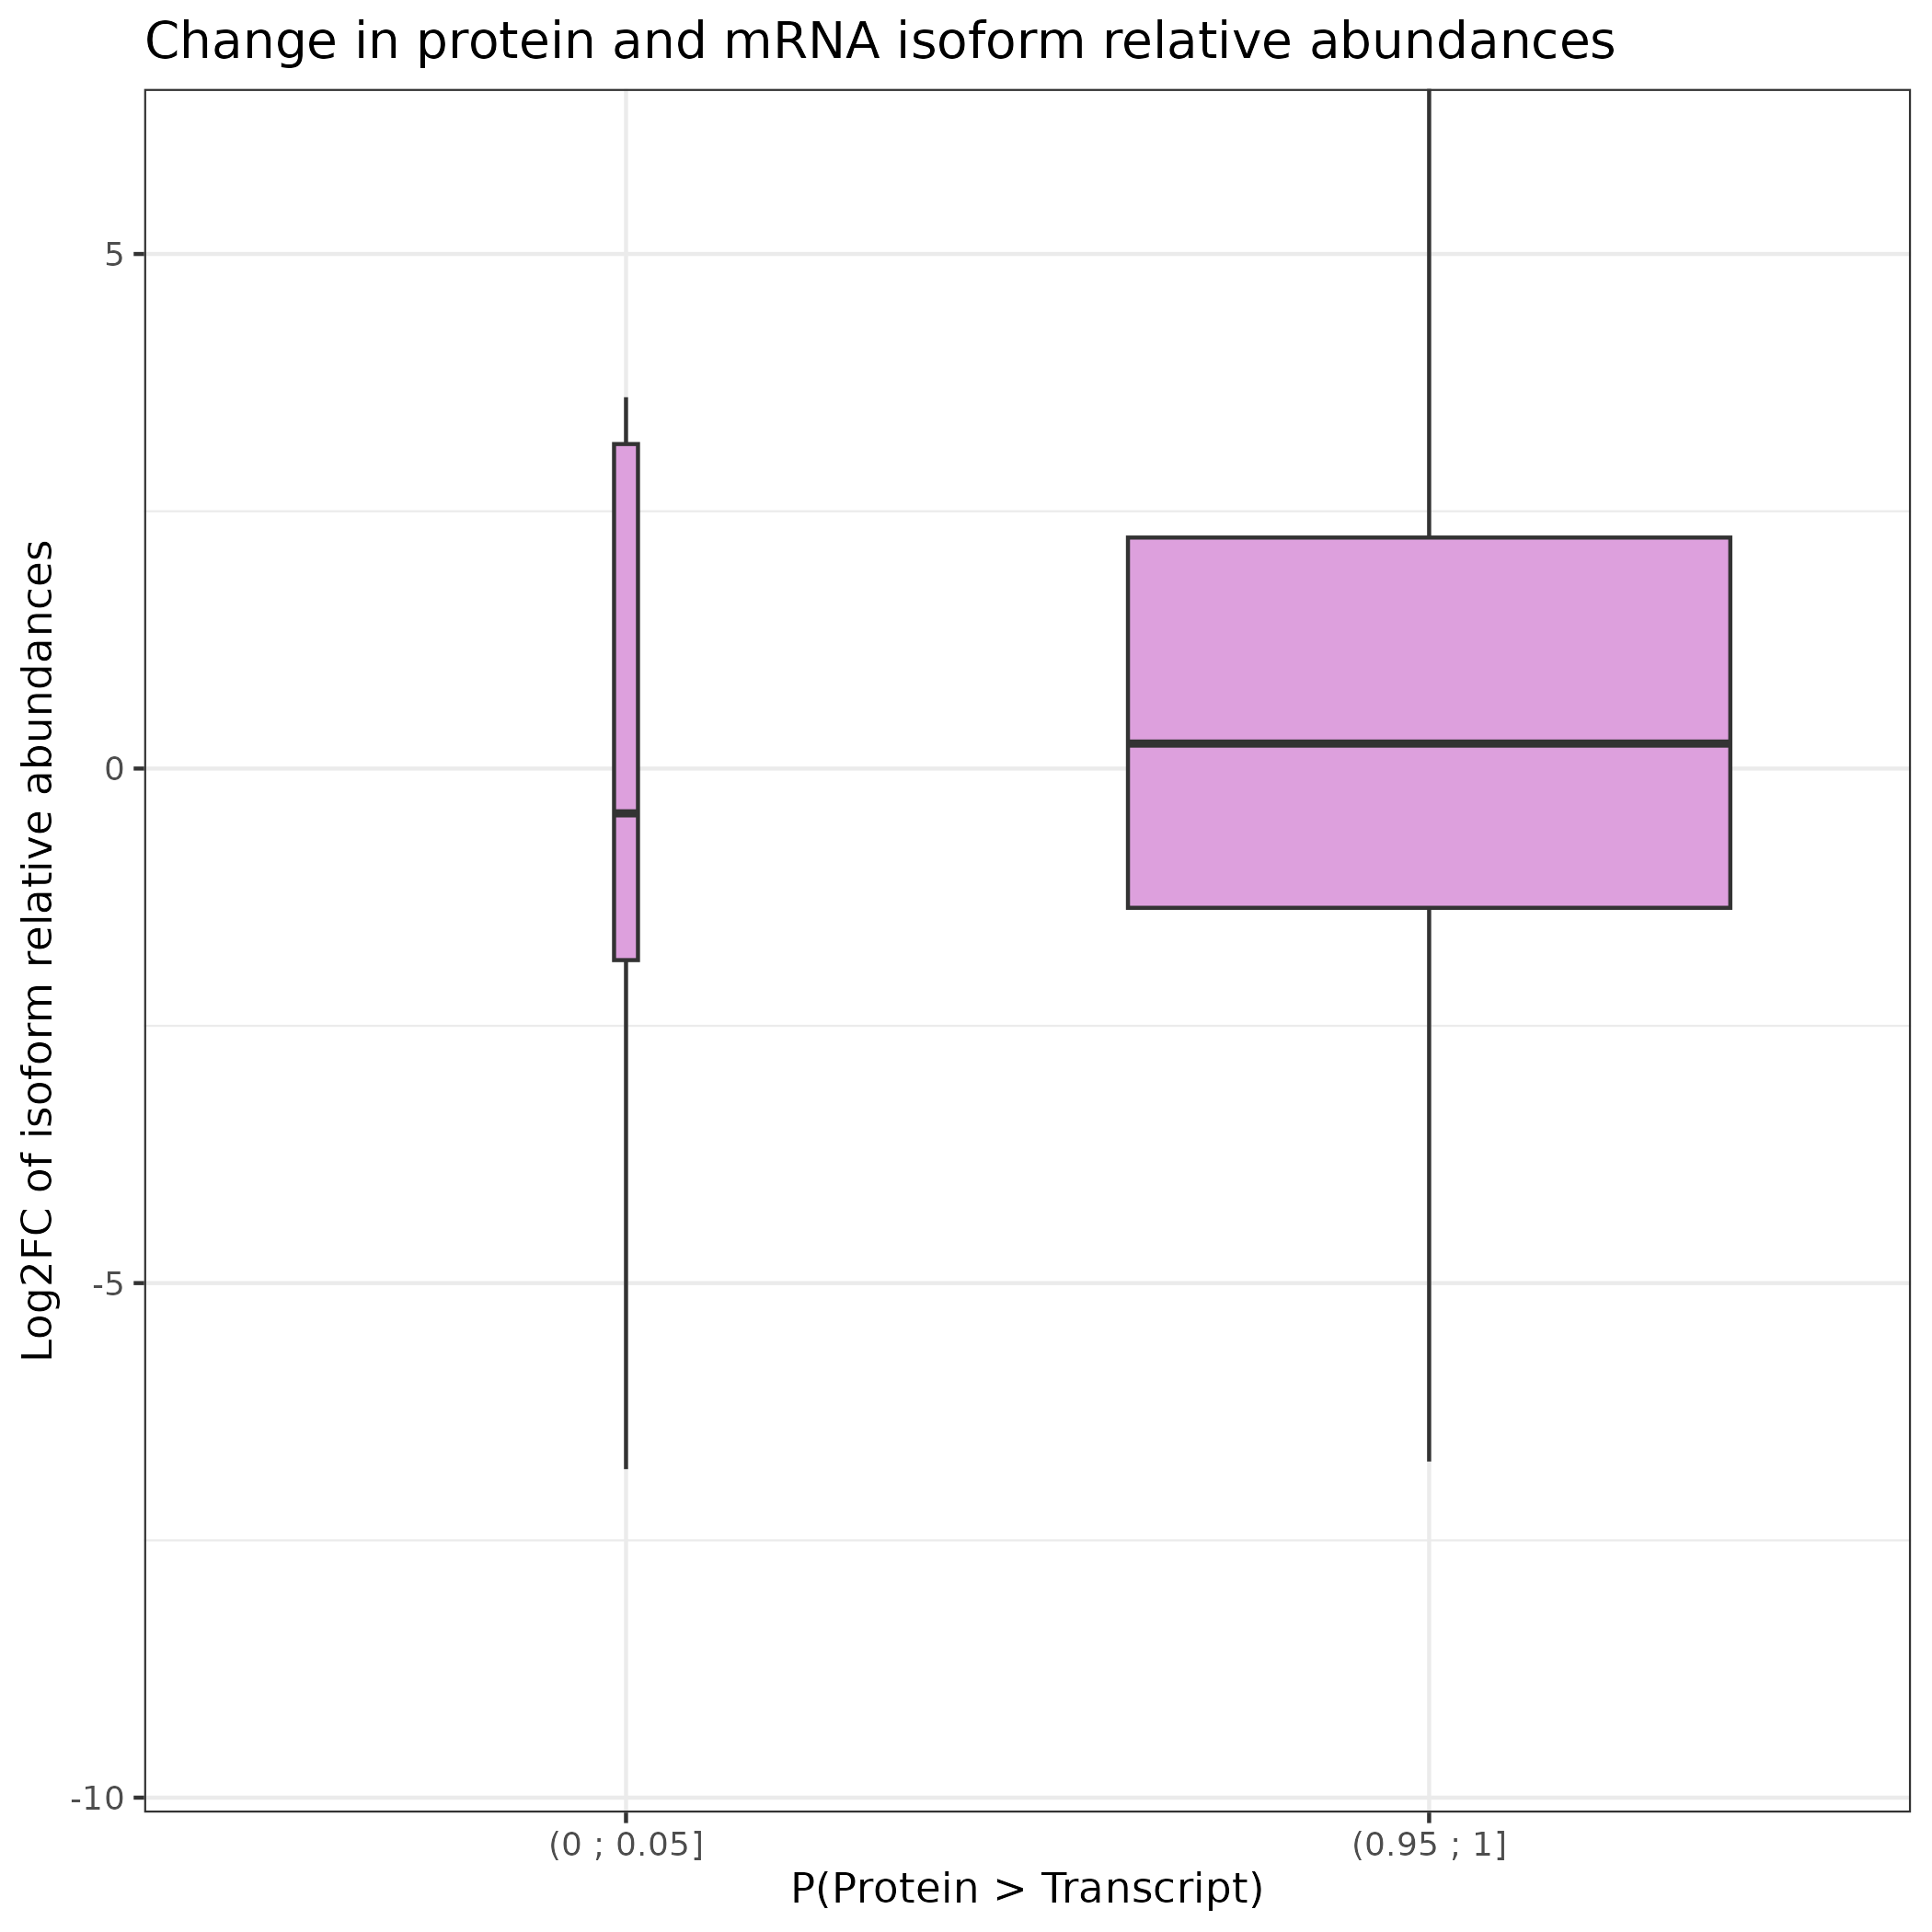 Change in protein and mRNA isoform relative abundances
Log2FC of isoform relative abundances
5
0
-5
-10
(0 ; 0.05]
(0.95 ; 1]
P(Protein > Transcript)